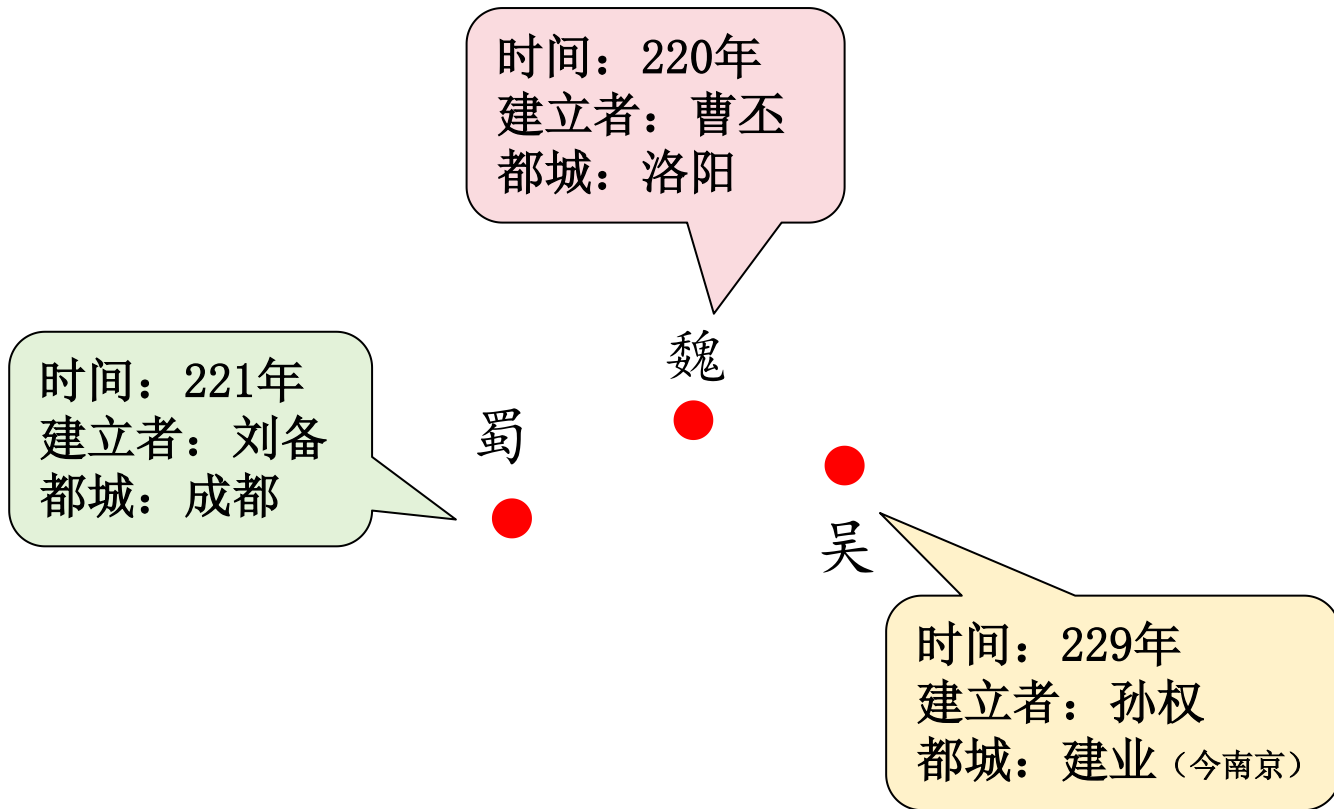 时间：220年
建立者：曹丕
都城：洛阳
魏
时间：221年
建立者：刘备
都城：成都
蜀
吴
时间：229年
建立者：孙权
都城：建业（今南京）